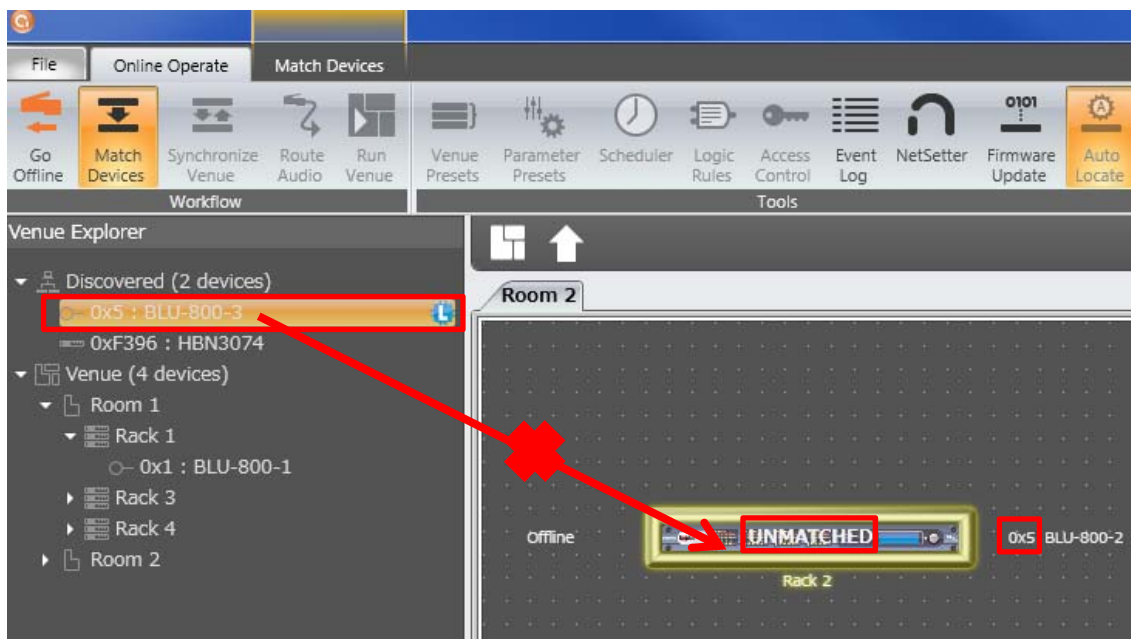 File
Online Operate
Match Devices
Go Offline
Match Devices
Synchronize Venue
Route Audio
Run Venue
Venue Presets
Parameter Presets
Scheduler
Logic Rules
Access Control
Event Log
NetSetter
0101
Firmware Update
A
Auto Locate
Workflow
Tools
Venue Explorer
Discovered (2 devices)
0x5 : BLU-800-3
L
0xF396 : HBN3074
Venue (4 devices)
Room 1
Rack 1
0x1 : BLU-800-1
Rack 3
Rack 4
Room 2
Room 2
Offline
UNMATCHED
0x5 BLU-800-2
Rack 2